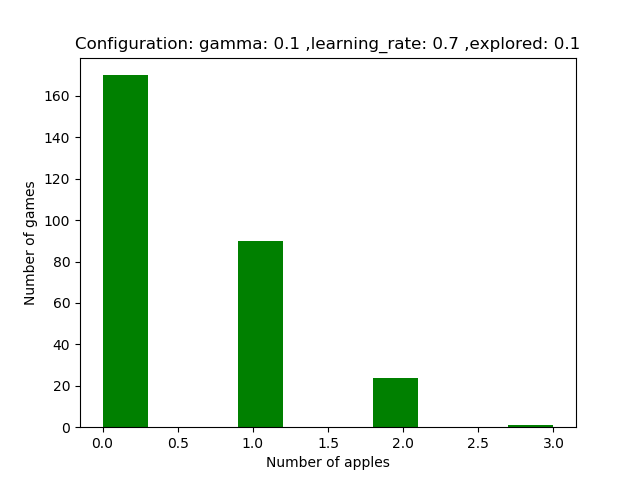 Configuration: gamma: 0.1 ,learning_rate: 0.7 ,explored: 0.1
160
140
120
100
80
60
40
20
0
Number of games
0.0 0.5 1.0 1.5 2.0 2.5 3.0
Number of apples